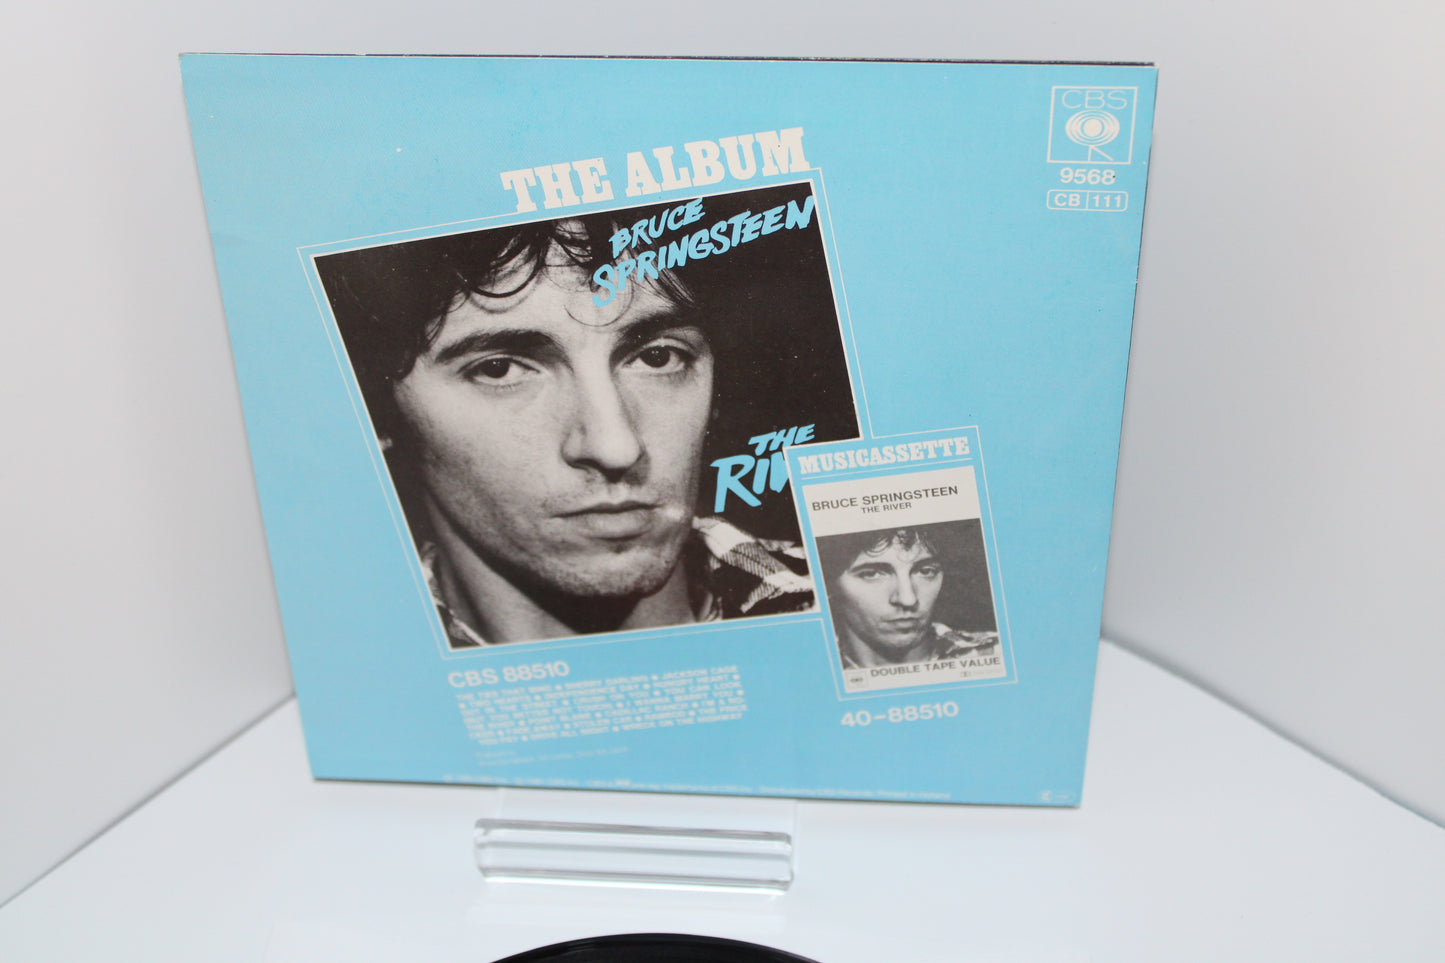 CBS
9568
CB 111
THE ALBUM
BRUCE
SPRINGSTEEN
THE
RIV
MUSICASSETTE
BRUCE SPRINGSTEEN
THE RIVER
DOUBLE TAPE VALUE
40-88510
CBS 88510
THE TIES THAT BIND • SHERRY DARLING • JACKSON CAGE
• TWO HEARTS • INDEPENDENCE DAY • HUNGRY HEART •
OUT IN THE STREET • CRUSH ON YOU • YOU CAN LOOK
(BUT YOU BETTER NOT TOUCH) • I WANNA MARRY YOU •
THE RIVER • POINT BLANK • CADILLAC RANCH • I'M A RO-
CKER • FADE AWAY • STOLEN CAR • RAMROD • THE PRICE
YOU PAY • DRIVE ALL NIGHT • WRECK ON THE HIGHWAY